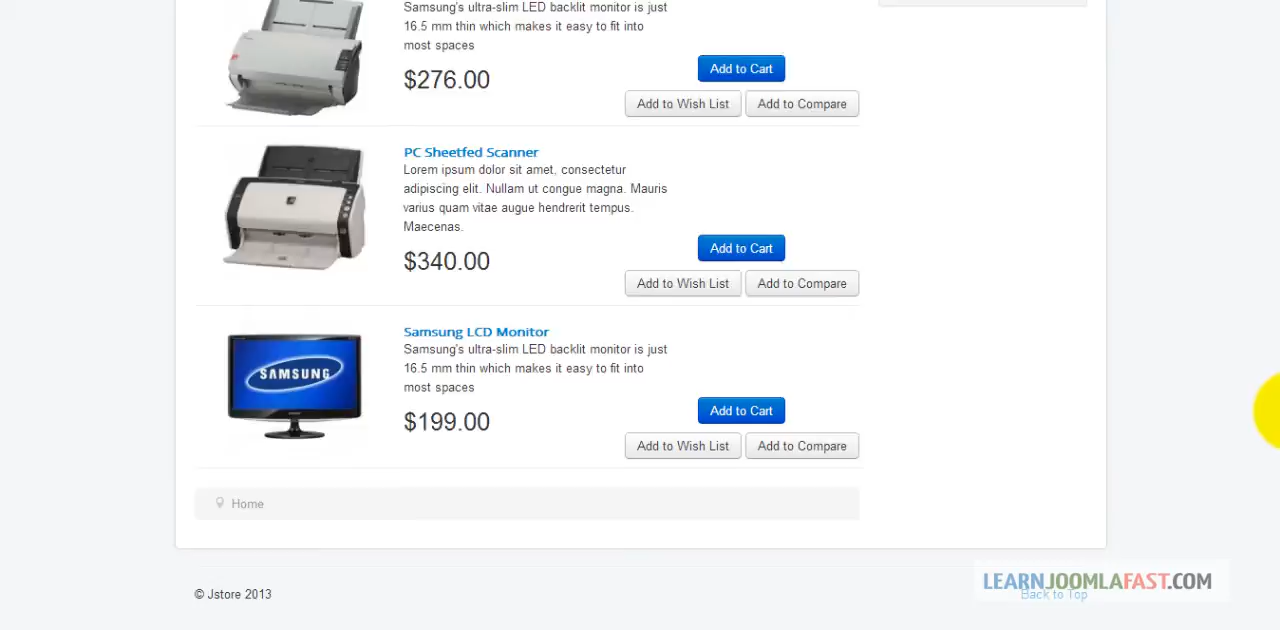 Samsung's ultra-slim LED backlit monitor is just
16.5 mm thin which makes it easy to fit into
most spaces
$276.00
Add to Cart
Add to Wish List
Add to Compare
PC Sheetfed Scanner
Lorem ipsum dolor sit amet, consectetur
adipiscing elit. Nullam ut congue magna. Mauris
varius quam vitae augue hendrerit tempus.
Maecenas.
$340.00
Add to Cart
Add to Wish List
Add to Compare
Samsung LCD Monitor
SAMSUNG
Samsung's ultra-slim LED backlit monitor is just
16.5 mm thin which makes it easy to fit into
most spaces
$199.00
Add to Cart
Add to Wish List
Add to Compare
Home
© Jstore 2013
LEARNJOOMLAFAST.COM
Back to Top